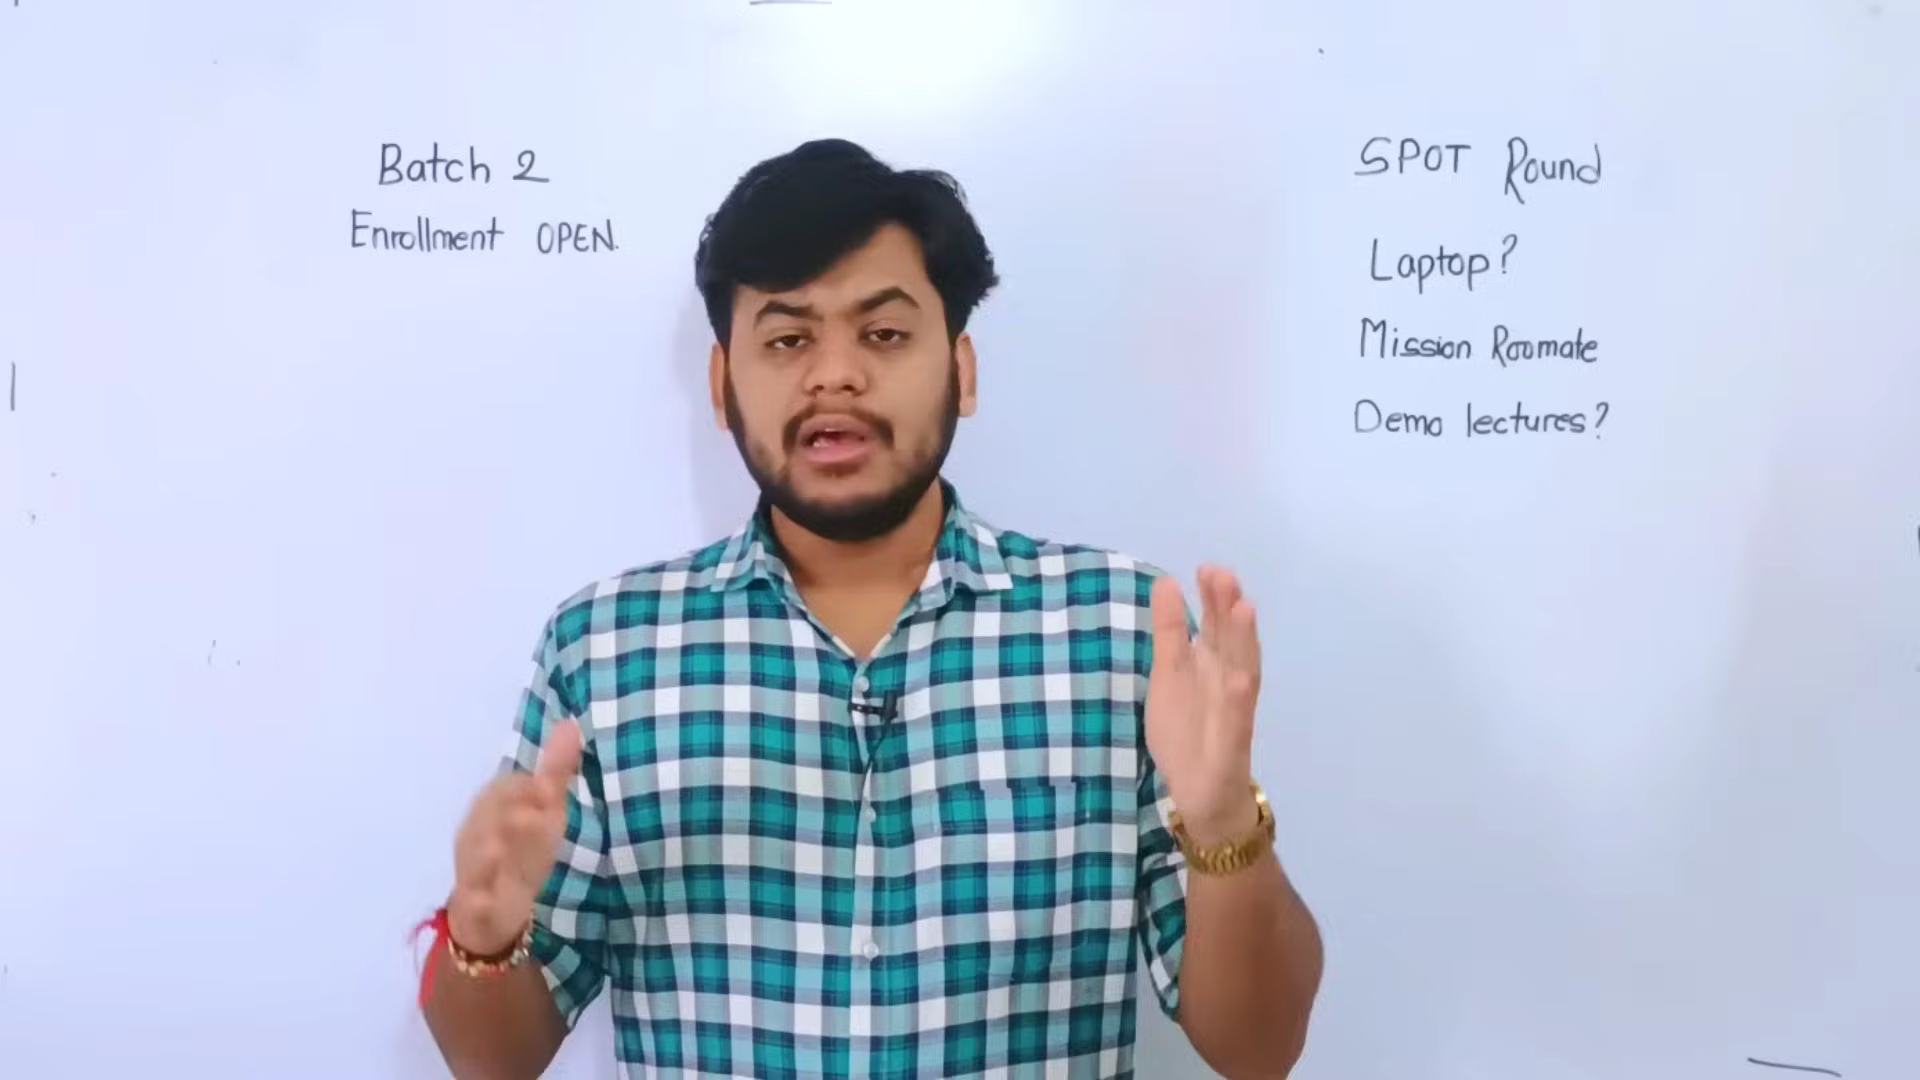 Batch 2
Enrollment OPEN.
SPOT Round
Laptop?
Mission Roomate
Demo lectures?